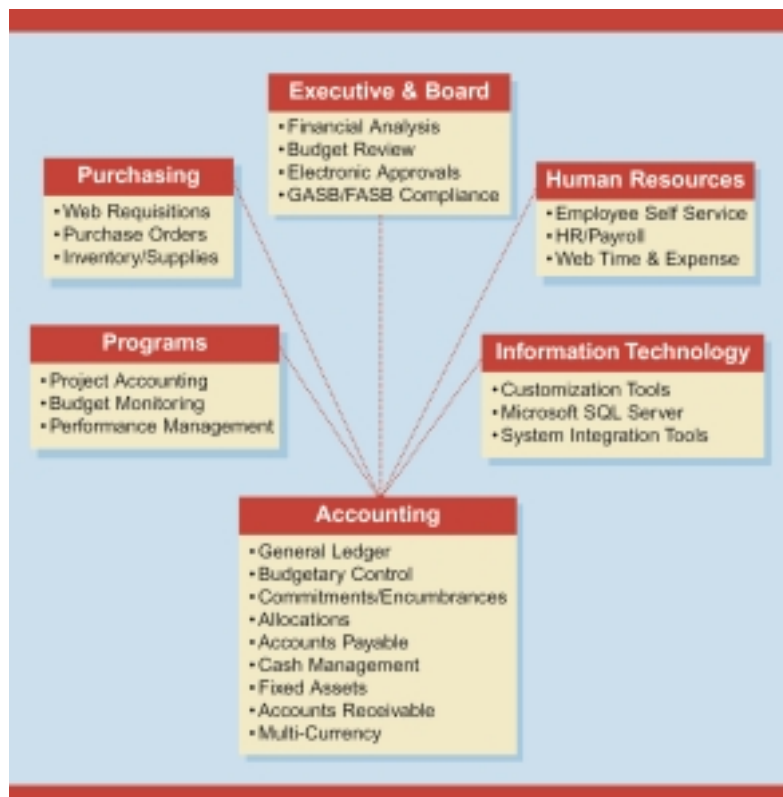 Executive & Board
• Financial Analysis
• Budget Review
• Electronic Approvals
• GASB/FASB Compliance
Purchasing
• Web Requisitions
• Purchase Orders
• Inventory/Supplies
Human Resources
• Employee Self Service
• HR/Payroll
• Web Time & Expense
Programs
• Project Accounting
• Budget Monitoring
• Performance Management
Information Technology
• Customization Tools
• Microsoft SQL Server
• System Integration Tools
Accounting
• General Ledger
• Budgetary Control
• Commitments/Encumbrances
• Allocations
• Accounts Payable
• Cash Management
• Fixed Assets
• Accounts Receivable
• Multi-Currency